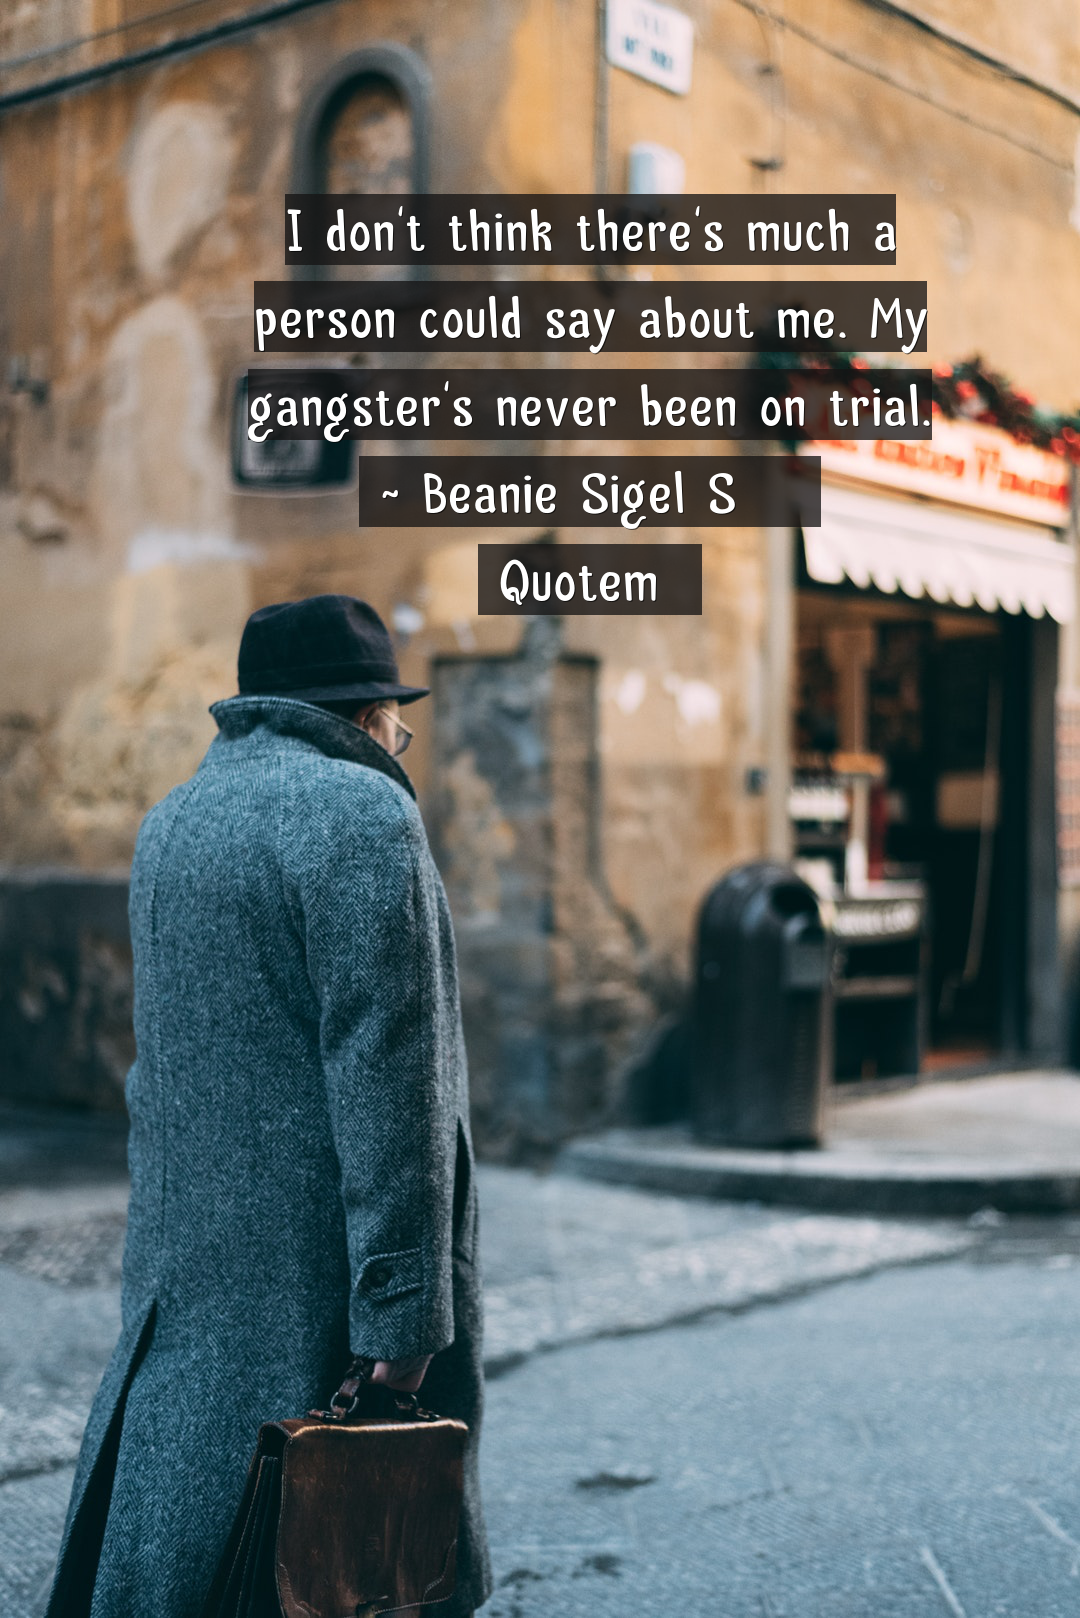 I don't think there's much a
person could say about me. My
gangster's never been on trial.
~ Beanie Sigel S
Quotem